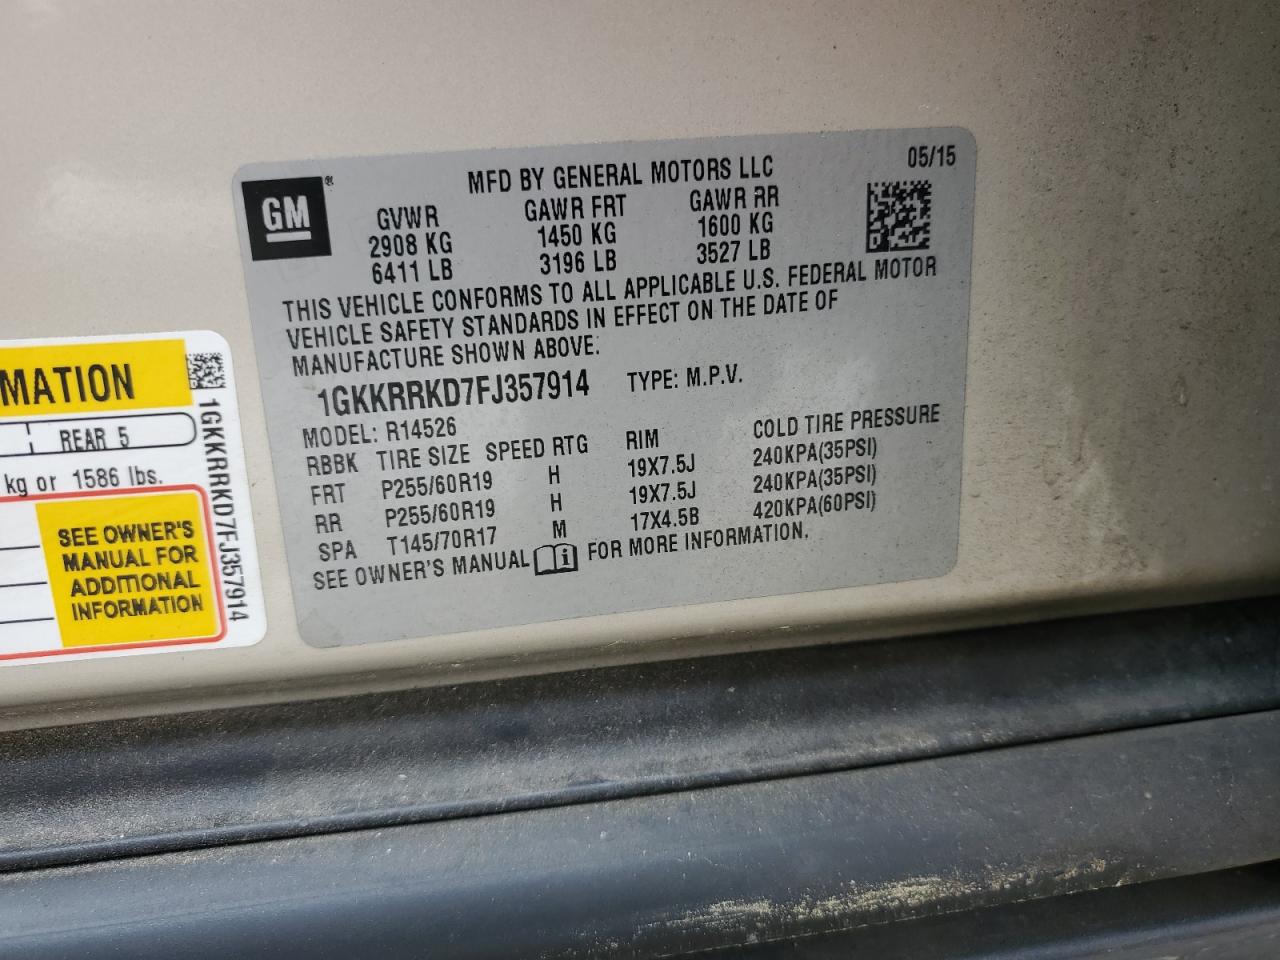 GM ®
MFD BY GENERAL MOTORS LLC
05/15
GVWR GAWR FRT GAWR RR
2908 KG 1450 KG 1600 KG
6411 LB 3196 LB 3527 LB
THIS VEHICLE CONFORMS TO ALL APPLICABLE U.S. FEDERAL MOTOR
VEHICLE SAFETY STANDARDS IN EFFECT ON THE DATE OF
MANUFACTURE SHOWN ABOVE.
1GKKRRKD7FJ357914 TYPE: M.P.V.
MODEL: R14526
RBBK TIRE SIZE SPEED RTG RIM COLD TIRE PRESSURE
FRT P255/60R19 H 19X7.5J 240KPA(35PSI)
RR P255/60R19 H 19X7.5J 240KPA(35PSI)
SPA T145/70R17 M 17X4.5B 420KPA(60PSI)
SEE OWNER'S MANUAL i FOR MORE INFORMATION.
MATION
REAR 5
kg or 1586 lbs.
SEE OWNER'S
MANUAL FOR
ADDITIONAL
INFORMATION
1GKKRRKD7FJ357914